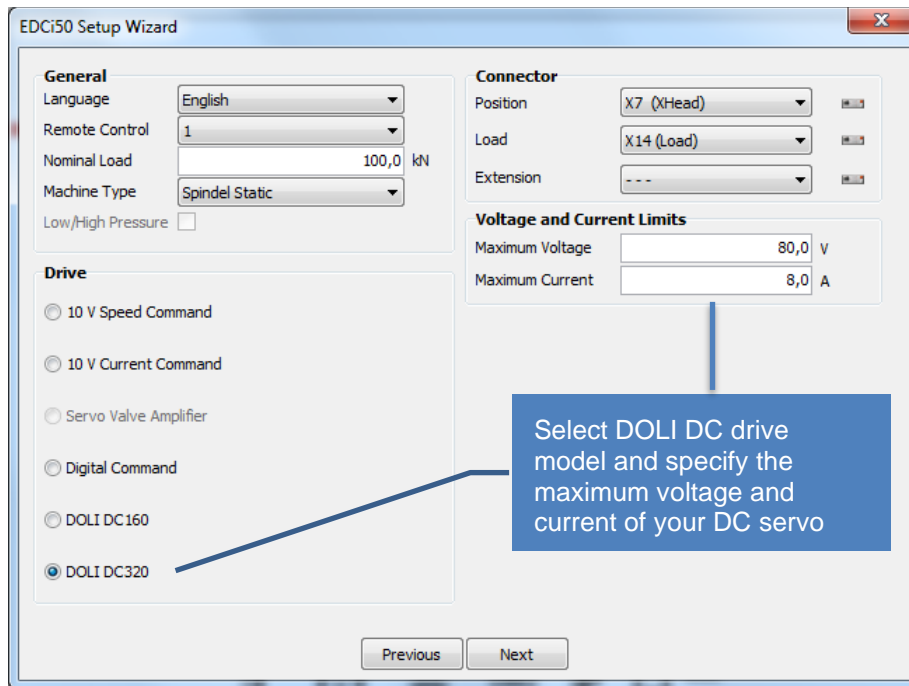 EDCi50 Setup Wizard
General
Language English
Remote Control 1
Nominal Load 100,0 kN
Machine Type Spindel Static
Low/High Pressure
Drive
10 V Speed Command
10 V Current Command
Servo Valve Amplifier
Digital Command
DOLI DC160
DOLI DC320
Connector
Position X7 (XHead)
Load X14 (Load)
Extension - - -
Voltage and Current Limits
Maximum Voltage 80,0 V
Maximum Current 8,0 A
Select DOLI DC drive
model and specify the
maximum voltage and
current of your DC servo
Previous Next